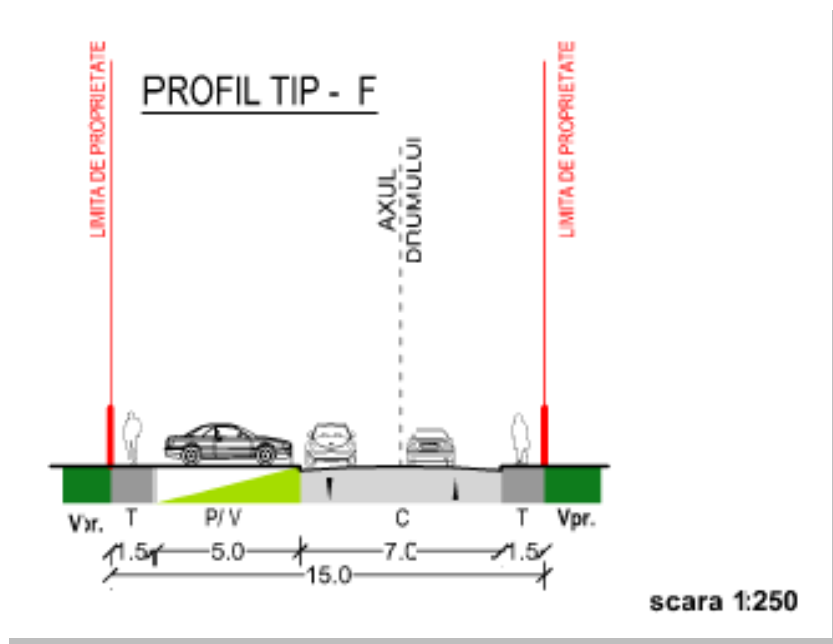 LIMITA DE PROPRIETATE
PROFIL TIP - F
AXUL
DRUMULUI
LIMITA DE PROPRIETATE
Vpr. T P/ V C T Vpr.
1.5 5.0 7.0 1.5
15.0
scara 1:250